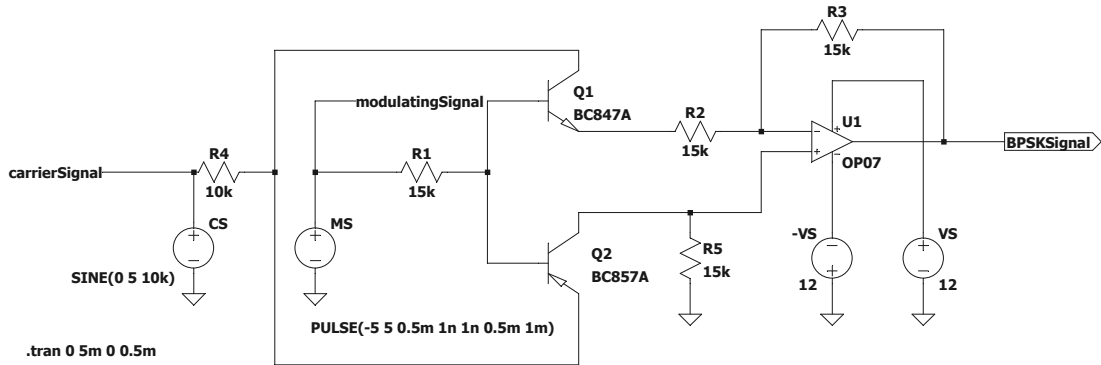 R3
15k
Q1
BC847A
modulatingSignal
R2
15k
U1
OP07
BPSKSignal
carrierSignal
R4
10k
R1
15k
CS
MS
SINE(0 5 10k)
Q2
BC857A
R5
15k
-VS
12
VS
12
PULSE(-5 5 0.5m 1n 1n 0.5m 1m)
.tran 0 5m 0 0.5m